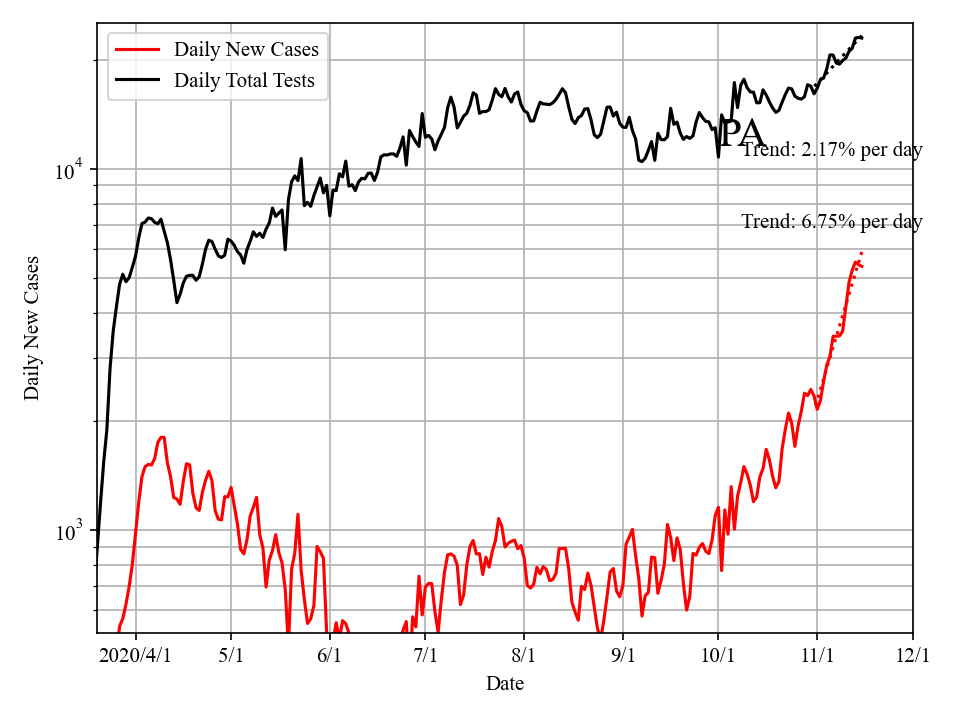 Daily New Cases
Daily Total Tests
PA
Trend: 2.17% per day
Trend: 6.75% per day
10^4
10^3
Daily New Cases
2020/4/1 5/1 6/1 7/1 8/1 9/1 10/1 11/1 12/1
Date